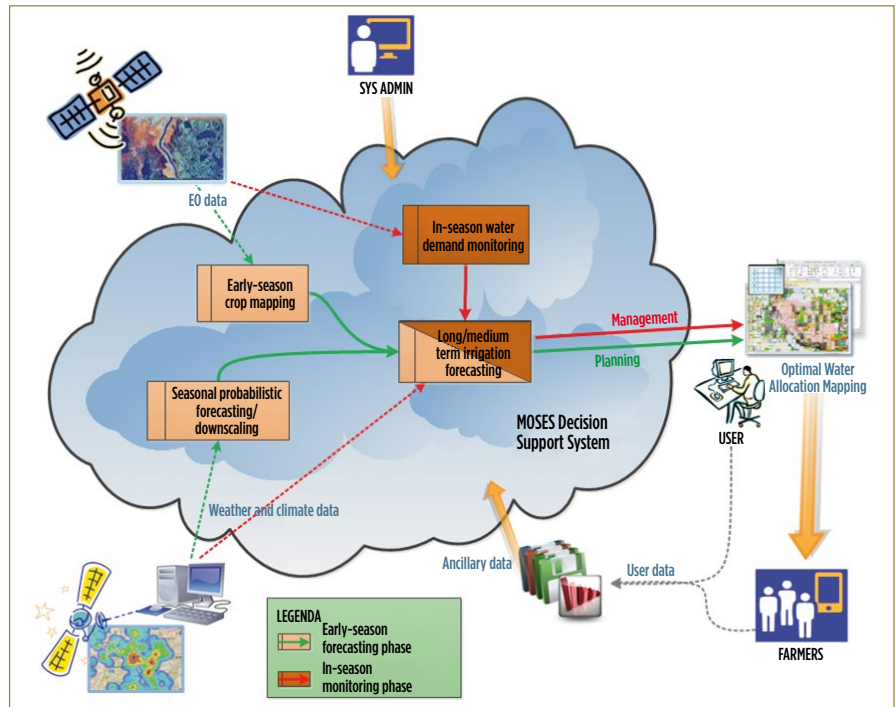 SYS ADMIN
EO data
In-season water
demand monitoring
Early-season
crop mapping
Long/medium
term irrigation
forecasting
Management
Planning
Seasonal probabilistic
forecasting/
downscaling
Optimal Water
Allocation Mapping
MOSES Decision
Support System
USER
Weather and climate data
Ancillary data
User data
LEGENDA
Early-season
forecasting phase
In-season
monitoring phase
FARMERS